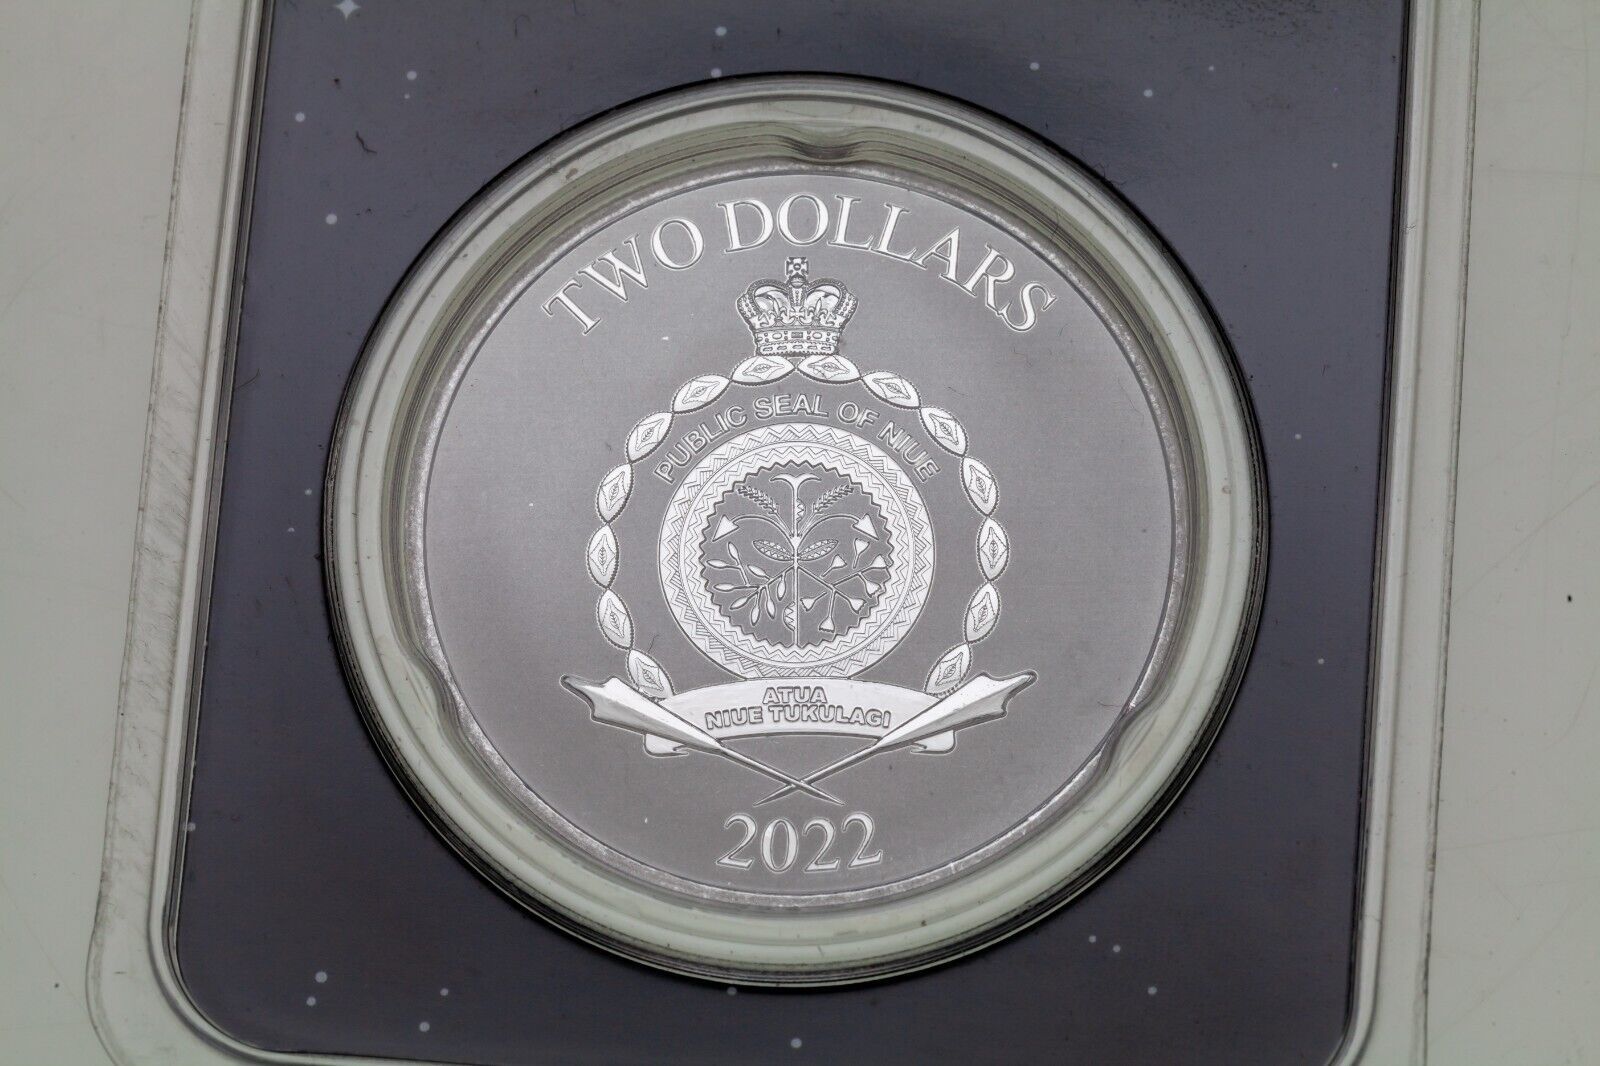 TWO DOLLARS
PUBLIC SEAL OF NIUE
ATUA
NIUE TUKULAGI
2022